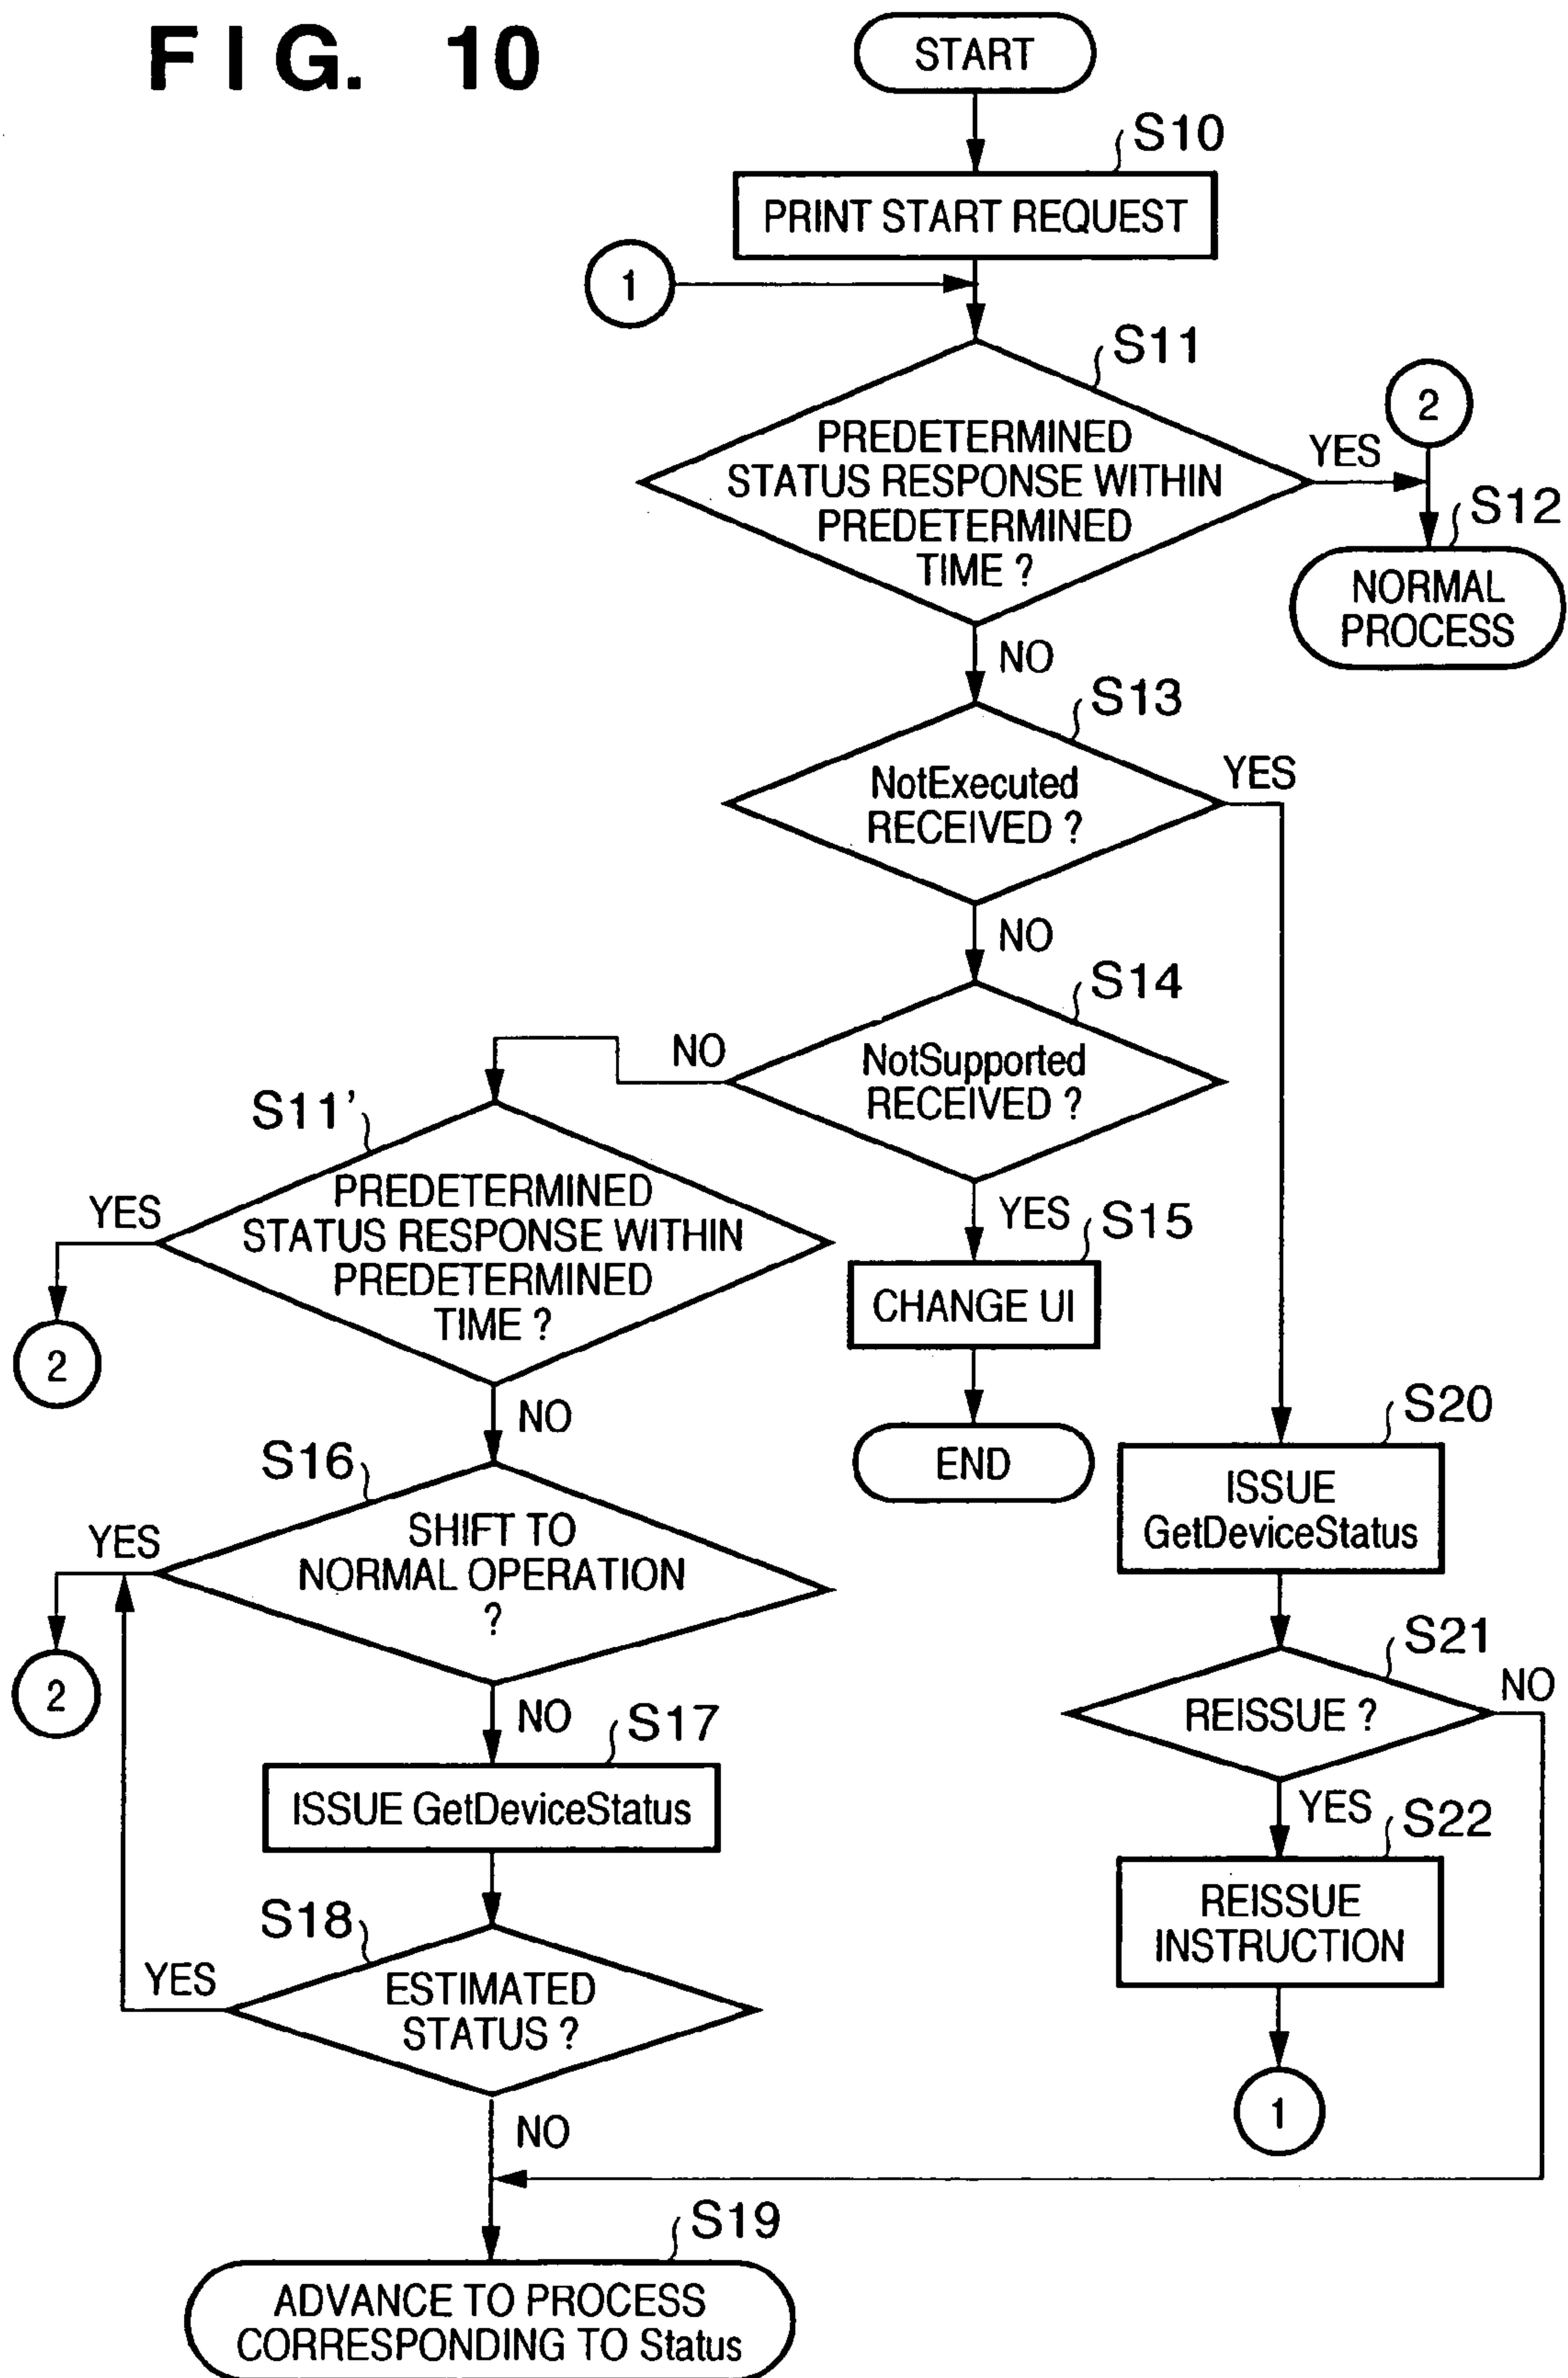 FIG. 10
START
S10
PRINT START REQUEST
1
S11
PREDETERMINED
STATUS RESPONSE WITHIN
PREDETERMINED
TIME ?
YES
2
S12
NORMAL
PROCESS
NO
S13
NotExecuted
RECEIVED ?
YES
NO
S14
NotSupported
RECEIVED ?
NO
S11'
PREDETERMINED
STATUS RESPONSE WITHIN
PREDETERMINED
TIME ?
YES
2
YES
S15
CHANGE UI
END
NO
S16
SHIFT TO
NORMAL OPERATION
?
YES
2
NO
S17
ISSUE GetDeviceStatus
S18
ESTIMATED
STATUS ?
YES
NO
S20
ISSUE
GetDeviceStatus
S21
REISSUE ?
NO
YES
S22
REISSUE
INSTRUCTION
1
S19
ADVANCE TO PROCESS
CORRESPONDING TO Status